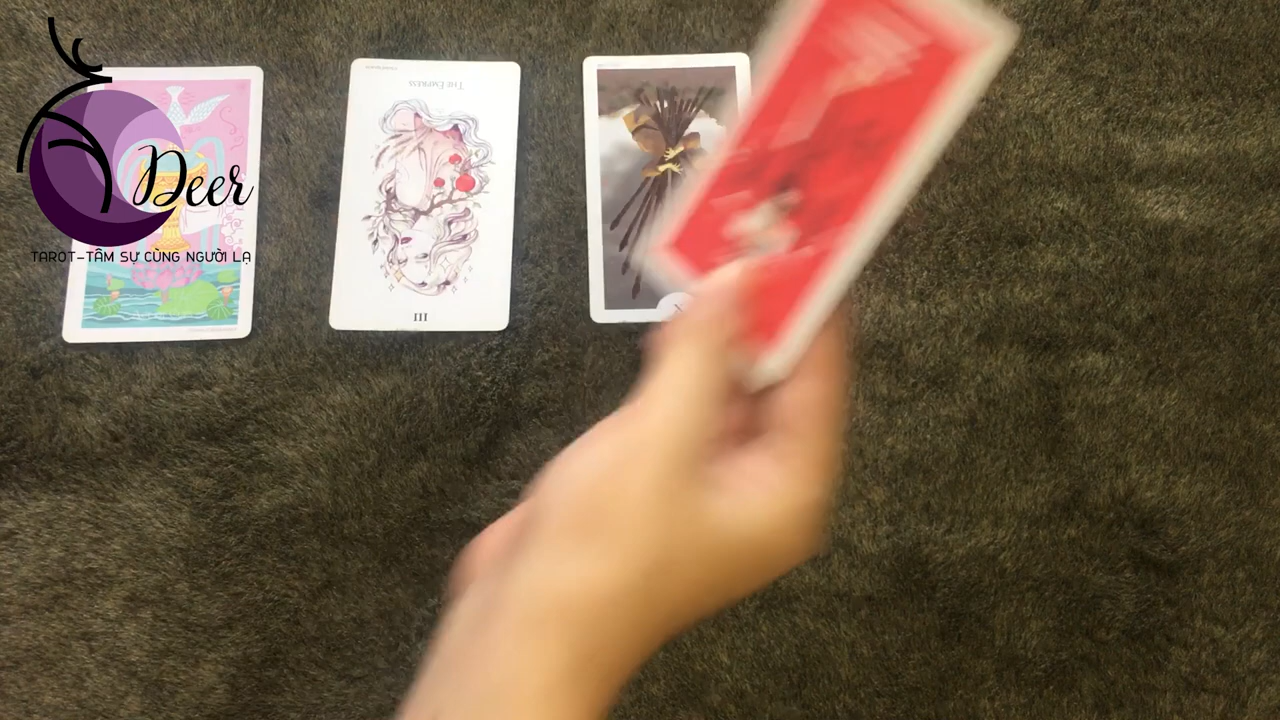 Deer
TAROT-TÂM SỰ CÙNG NGƯỜI LẠ
THE EMPRESS
III
X